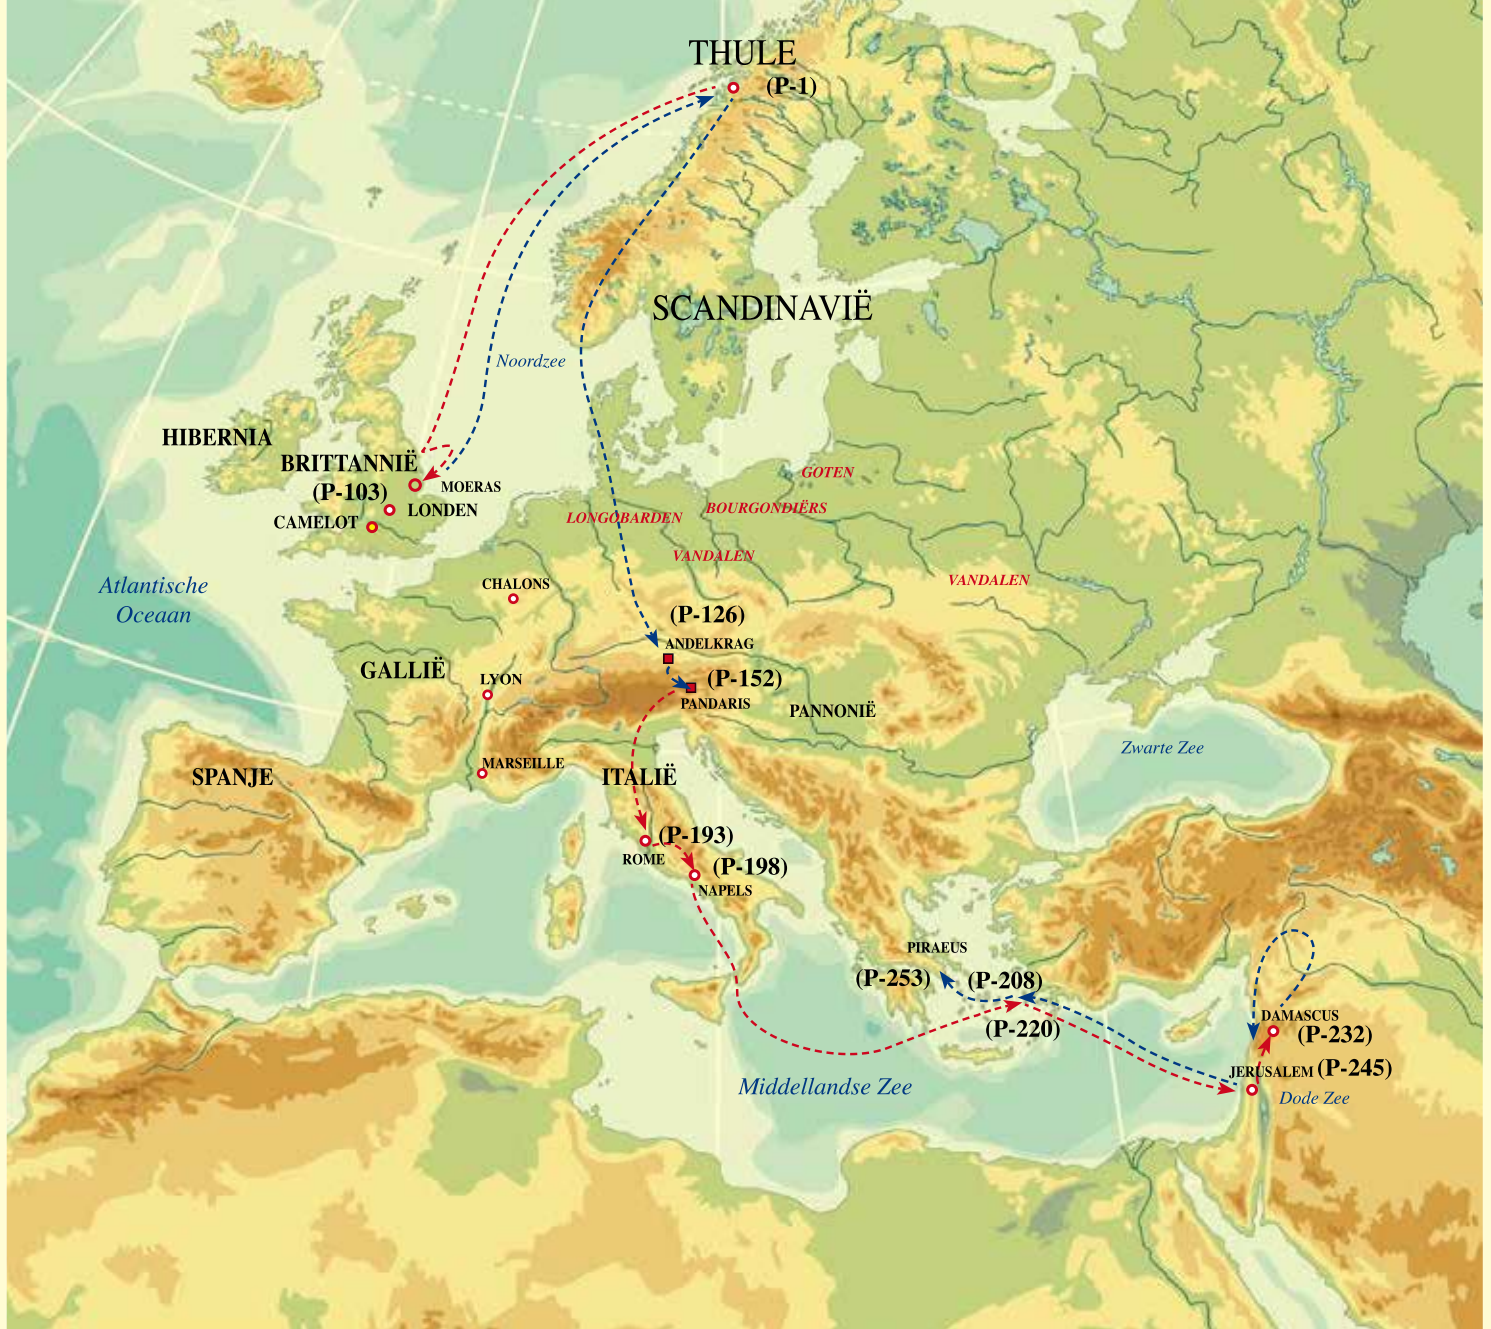 THULE
(P-1)
SCANDINAVIË
Noordzee
HIBERNIA
BRITTANNIË
(P-103)
MOERAS
LONDEN
CAMELOT
GOTEN
BOURGONDIËRS
LONGOBARDEN
VANDALEN
VANDALEN
Atlantische
Oceaan
CHALONS
(P-126)
ANDELKRAG
GALLIË
LYON
(P-152)
PANDARIS
PANNONIË
Zwarte Zee
MARSEILLE
SPANJE
ITALIË
(P-193)
ROME
(P-198)
NAPELS
PIRAEUS
(P-253)
(P-208)
(P-220)
DAMASCUS
(P-232)
JERUSALEM (P-245)
Middellandse Zee
Dode Zee